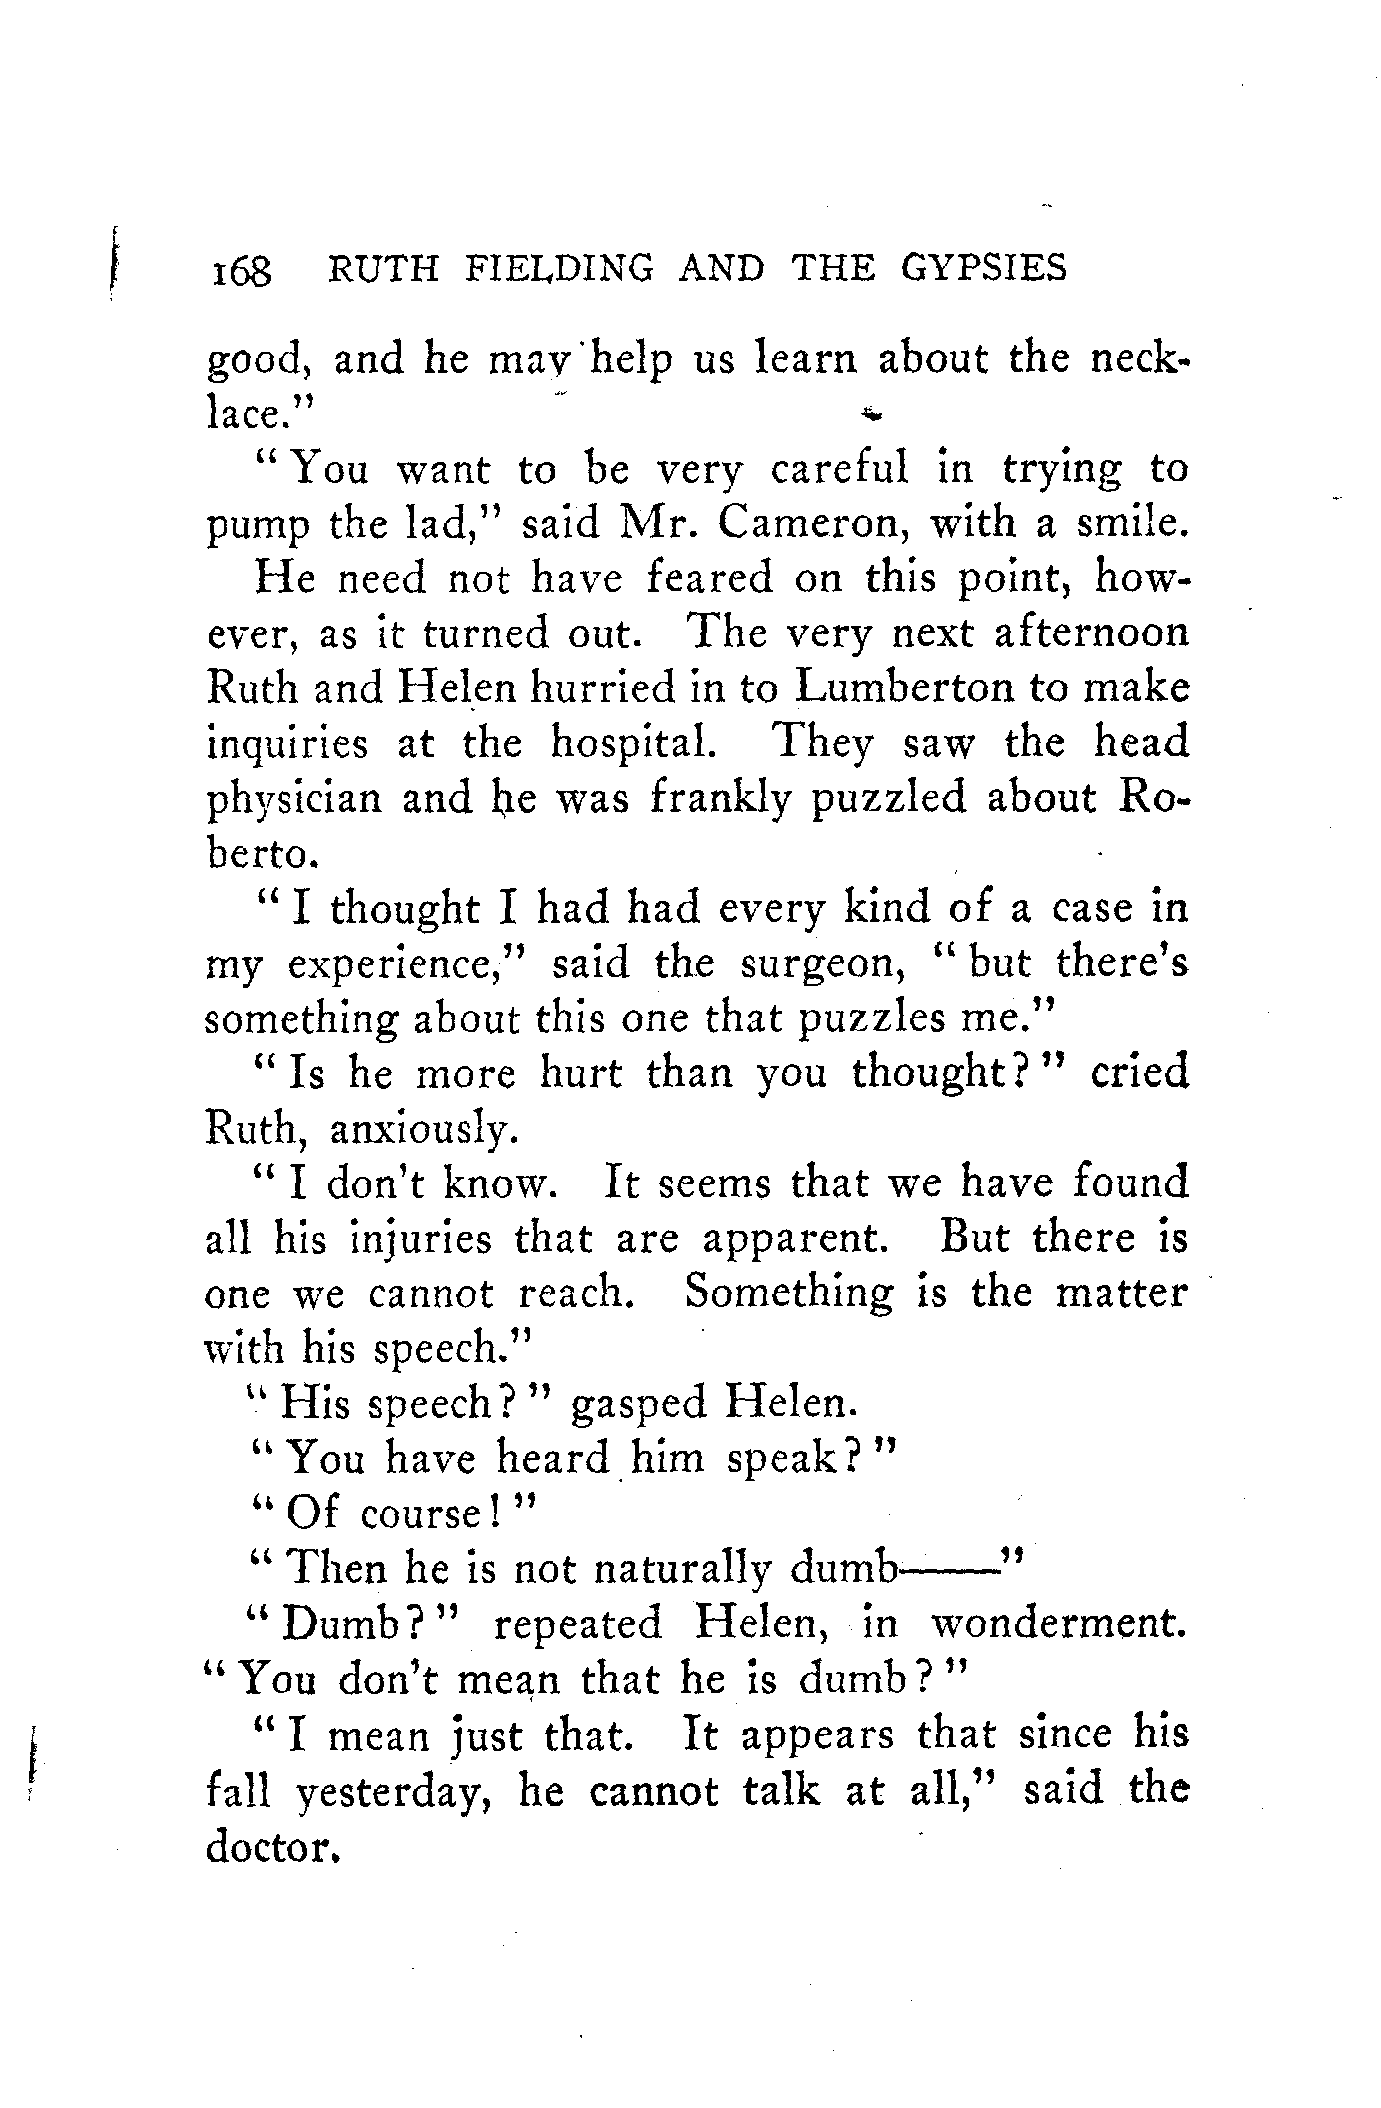 168 RUTH FIELDING AND THE GYPSIES
good, and he may help us learn about the neck-
lace."
"You want to be very careful in trying to
pump the lad," said Mr. Cameron, with a smile.
He need not have feared on this point, how-
ever, as it turned out. The very next afternoon
Ruth and Helen hurried in to Lumberton to make
inquiries at the hospital. They saw the head
physician and he was frankly puzzled about Ro-
berto.
"I thought I had had every kind of a case in
my experience," said the surgeon, "but there's
something about this one that puzzles me."
"Is he more hurt than you thought?" cried
Ruth, anxiously.
"I don't know. It seems that we have found
all his injuries that are apparent. But there is
one we cannot reach. Something is the matter
with his speech."
"His speech?" gasped Helen.
"You have heard him speak?"
"Of course!"
"Then he is not naturally dumb——"
"Dumb?" repeated Helen, in wonderment.
"You don't mean that he is dumb?"
"I mean just that. It appears that since his
fall yesterday, he cannot talk at all," said the
doctor.